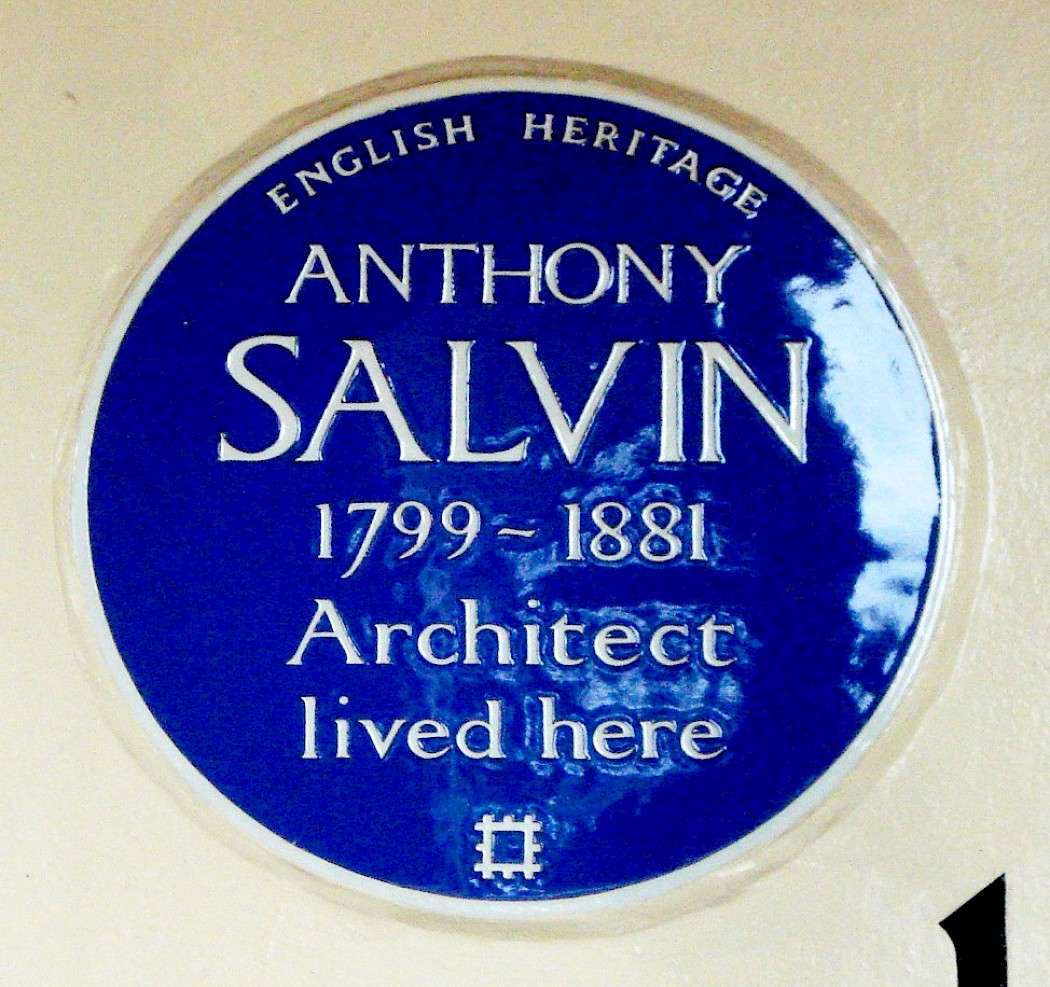 ENGLISH HERITAGE
ANTHONY
SALVIN
1799 ~ 1881
Architect
lived here